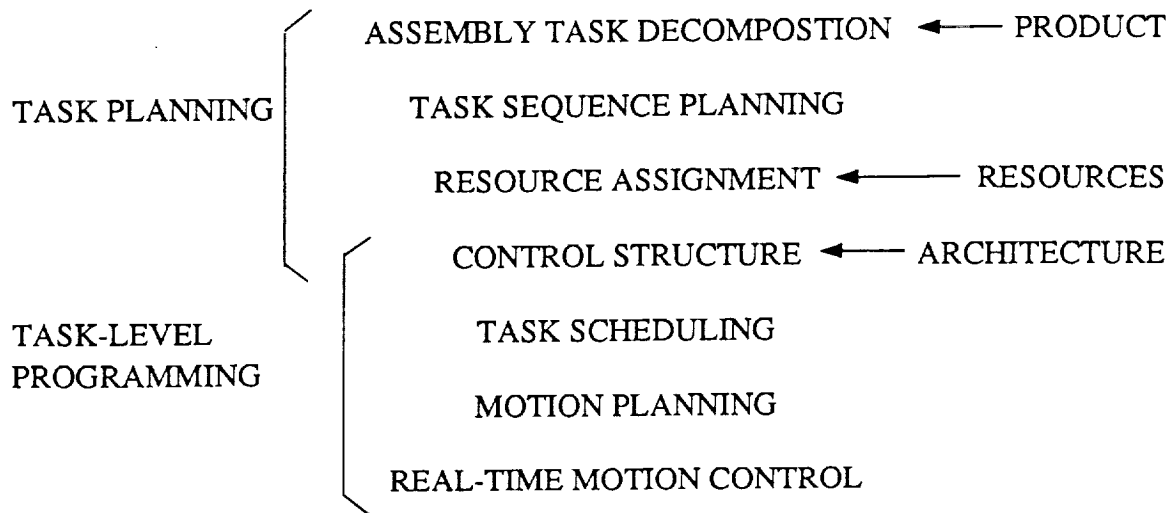 ASSEMBLY TASK DECOMPOSTION PRODUCT
TASK PLANNING
TASK SEQUENCE PLANNING
RESOURCE ASSIGNMENT RESOURCES
CONTROL STRUCTURE ARCHITECTURE
TASK-LEVEL
PROGRAMMING
TASK SCHEDULING
MOTION PLANNING
REAL-TIME MOTION CONTROL